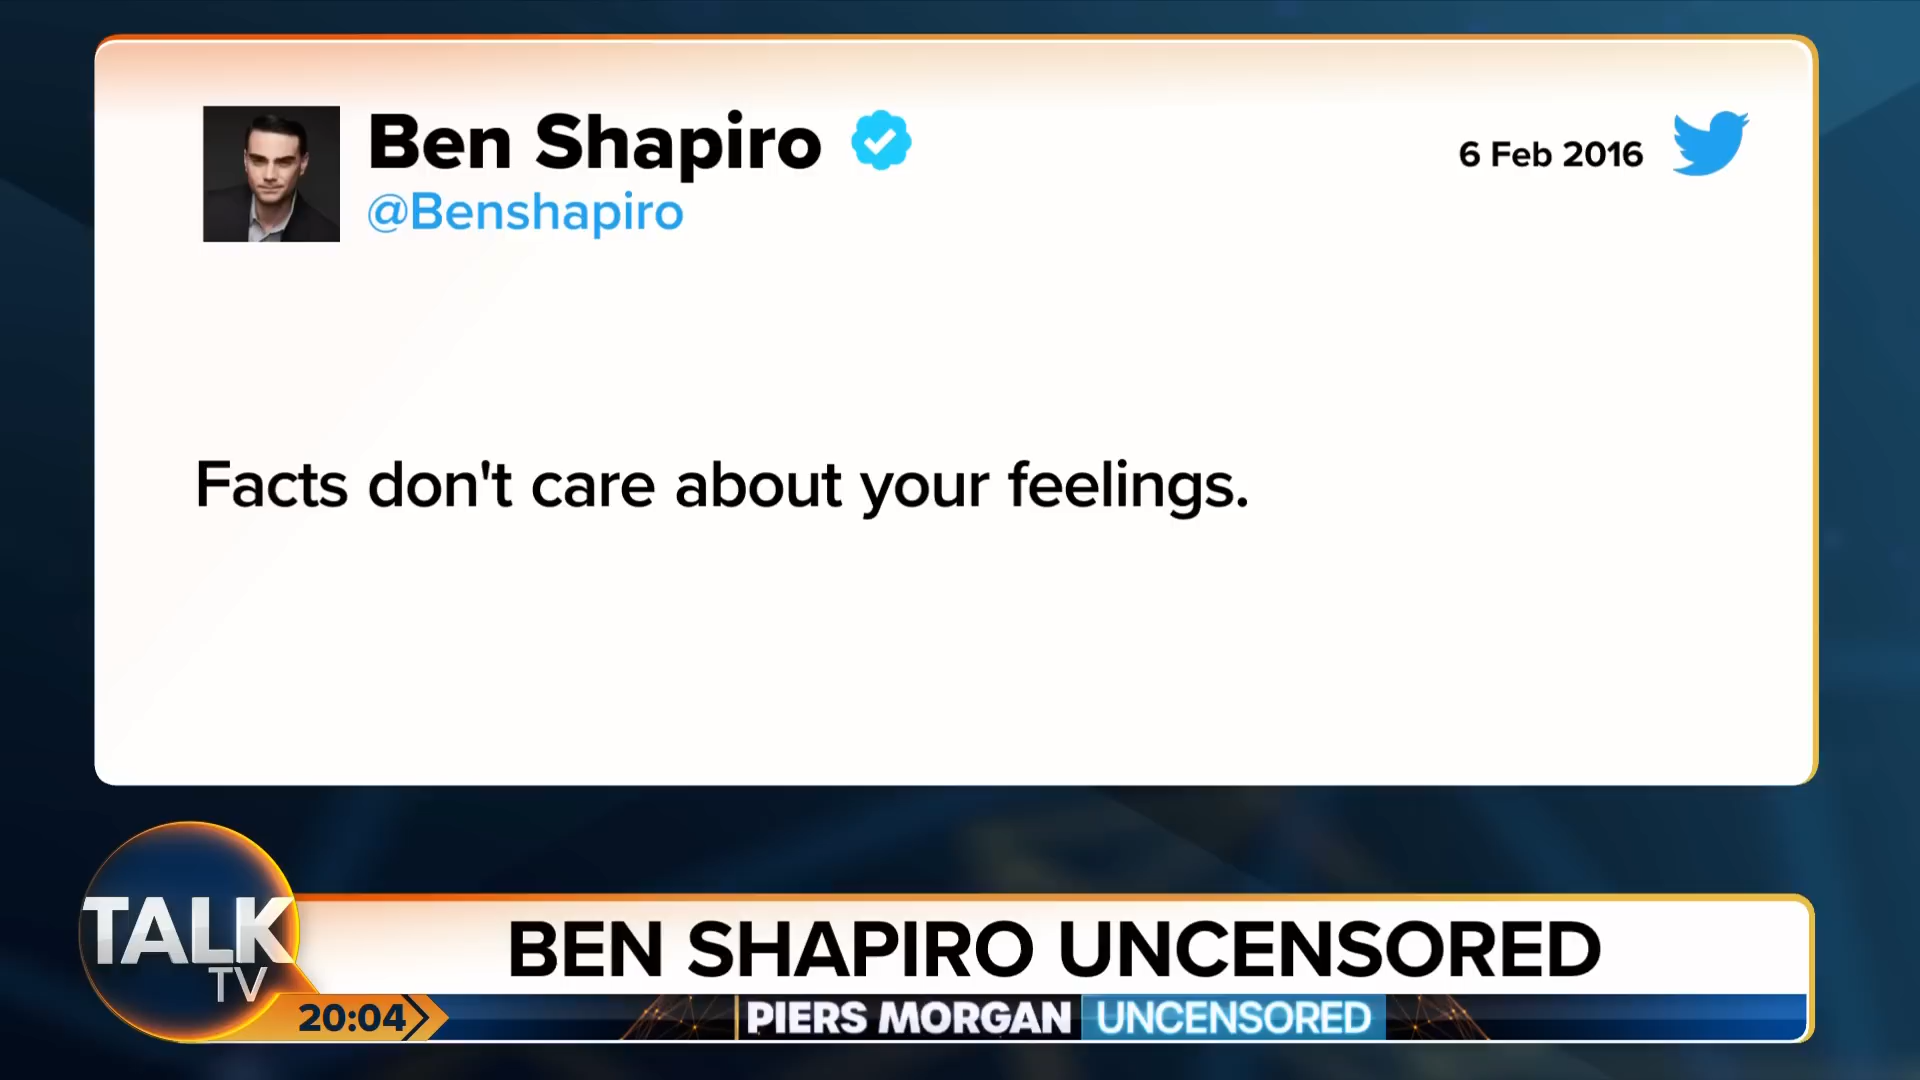 Ben Shapiro
@Benshapiro
6 Feb 2016
Facts don't care about your feelings.
TALK
TV
BEN SHAPIRO UNCENSORED
20:04
PIERS MORGAN UNCENSORED